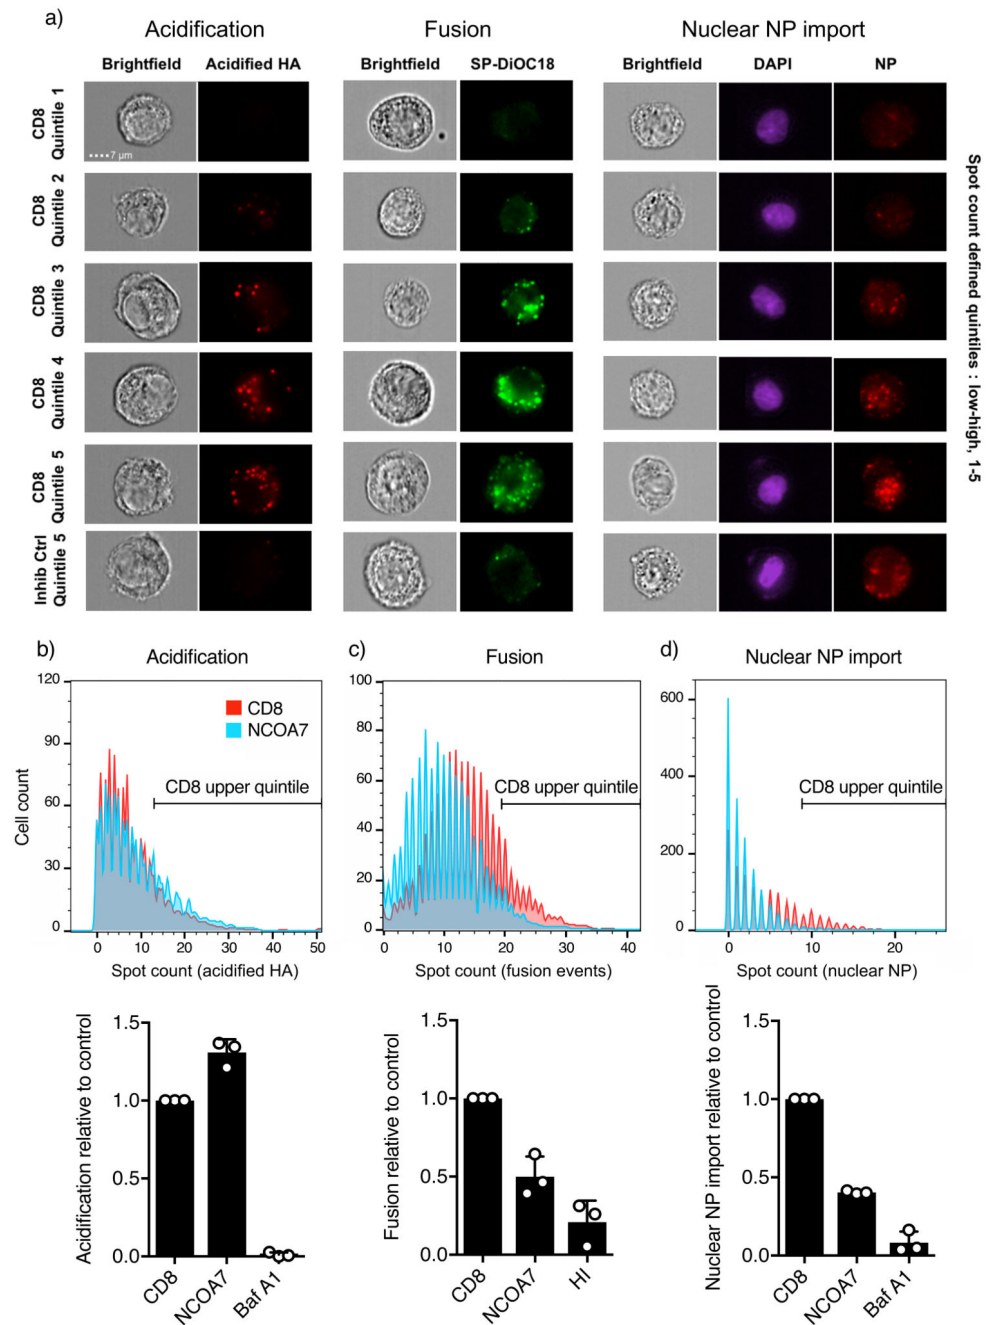 a)
Acidification
Fusion
Nuclear NP import
Brightfield
Acidified HA
Brightfield
SP-DiOC18
Brightfield
DAPI
NP
CD8
Quintile 1
7 µm
CD8
Quintile 2
CD8
Quintile 3
CD8
Quintile 4
CD8
Quintile 5
Inhib Ctrl
Quintile 5
Spot count defined quintiles : low-high, 1-5
b)
Acidification
120
90
60
30
0
Cell count
CD8
NCOA7
CD8 upper quintile
0 10 20 30 40 50
Spot count (acidified HA)
c)
Fusion
100
80
60
40
20
0
CD8 upper quintile
0 10 20 30 40
Spot count (fusion events)
d)
Nuclear NP import
600
400
200
0
CD8 upper quintile
0 10 20
Spot count (nuclear NP)
Acidification relative to control
1.5
1.0
0.5
0.0
CD8
NCOA7
Baf A1
Fusion relative to control
1.5
1.0
0.5
0.0
CD8
NCOA7
HI
Nuclear NP import relative to control
1.5
1.0
0.5
0.0
CD8
NCOA7
Baf A1